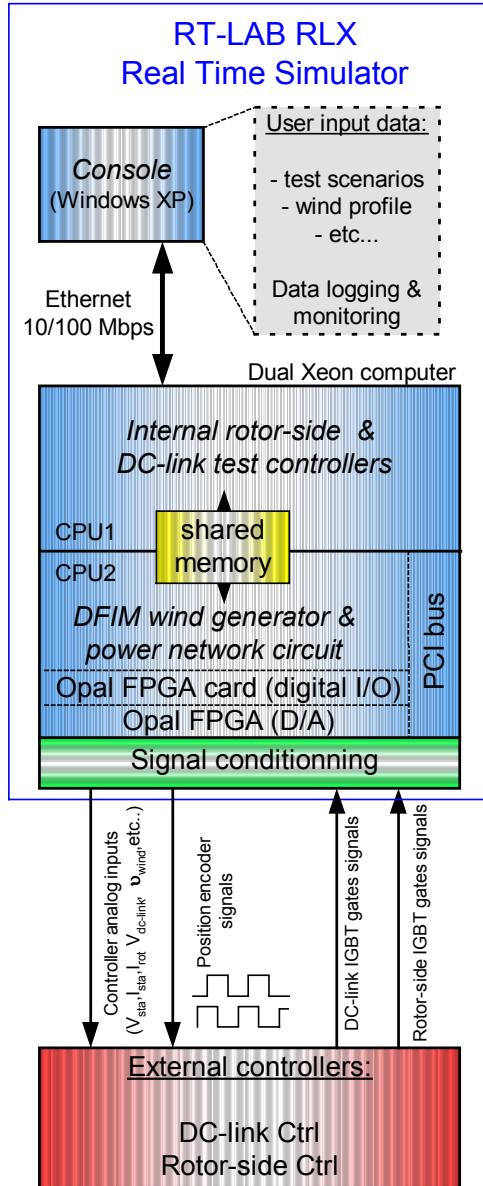 RT-LAB RLX
Real Time Simulator
Console
(Windows XP)
User input data:
- test scenarios
- wind profile
- etc...
Data logging &
monitoring
Ethernet
10/100 Mbps
Dual Xeon computer
Internal rotor-side &
DC-link test controllers
CPU1
shared
memory
CPU2
DFIM wind generator &
power network circuit
PCI bus
Opal FPGA card (digital I/O)
Opal FPGA (D/A)
Signal conditionning
Controller analog inputs
(Vsta,Ista,Irot Vdc-link, υwind,etc..)
Position encoder
signals
DC-link IGBT gates signals
Rotor-side IGBT gates signals
External controllers:
DC-link Ctrl
Rotor-side Ctrl